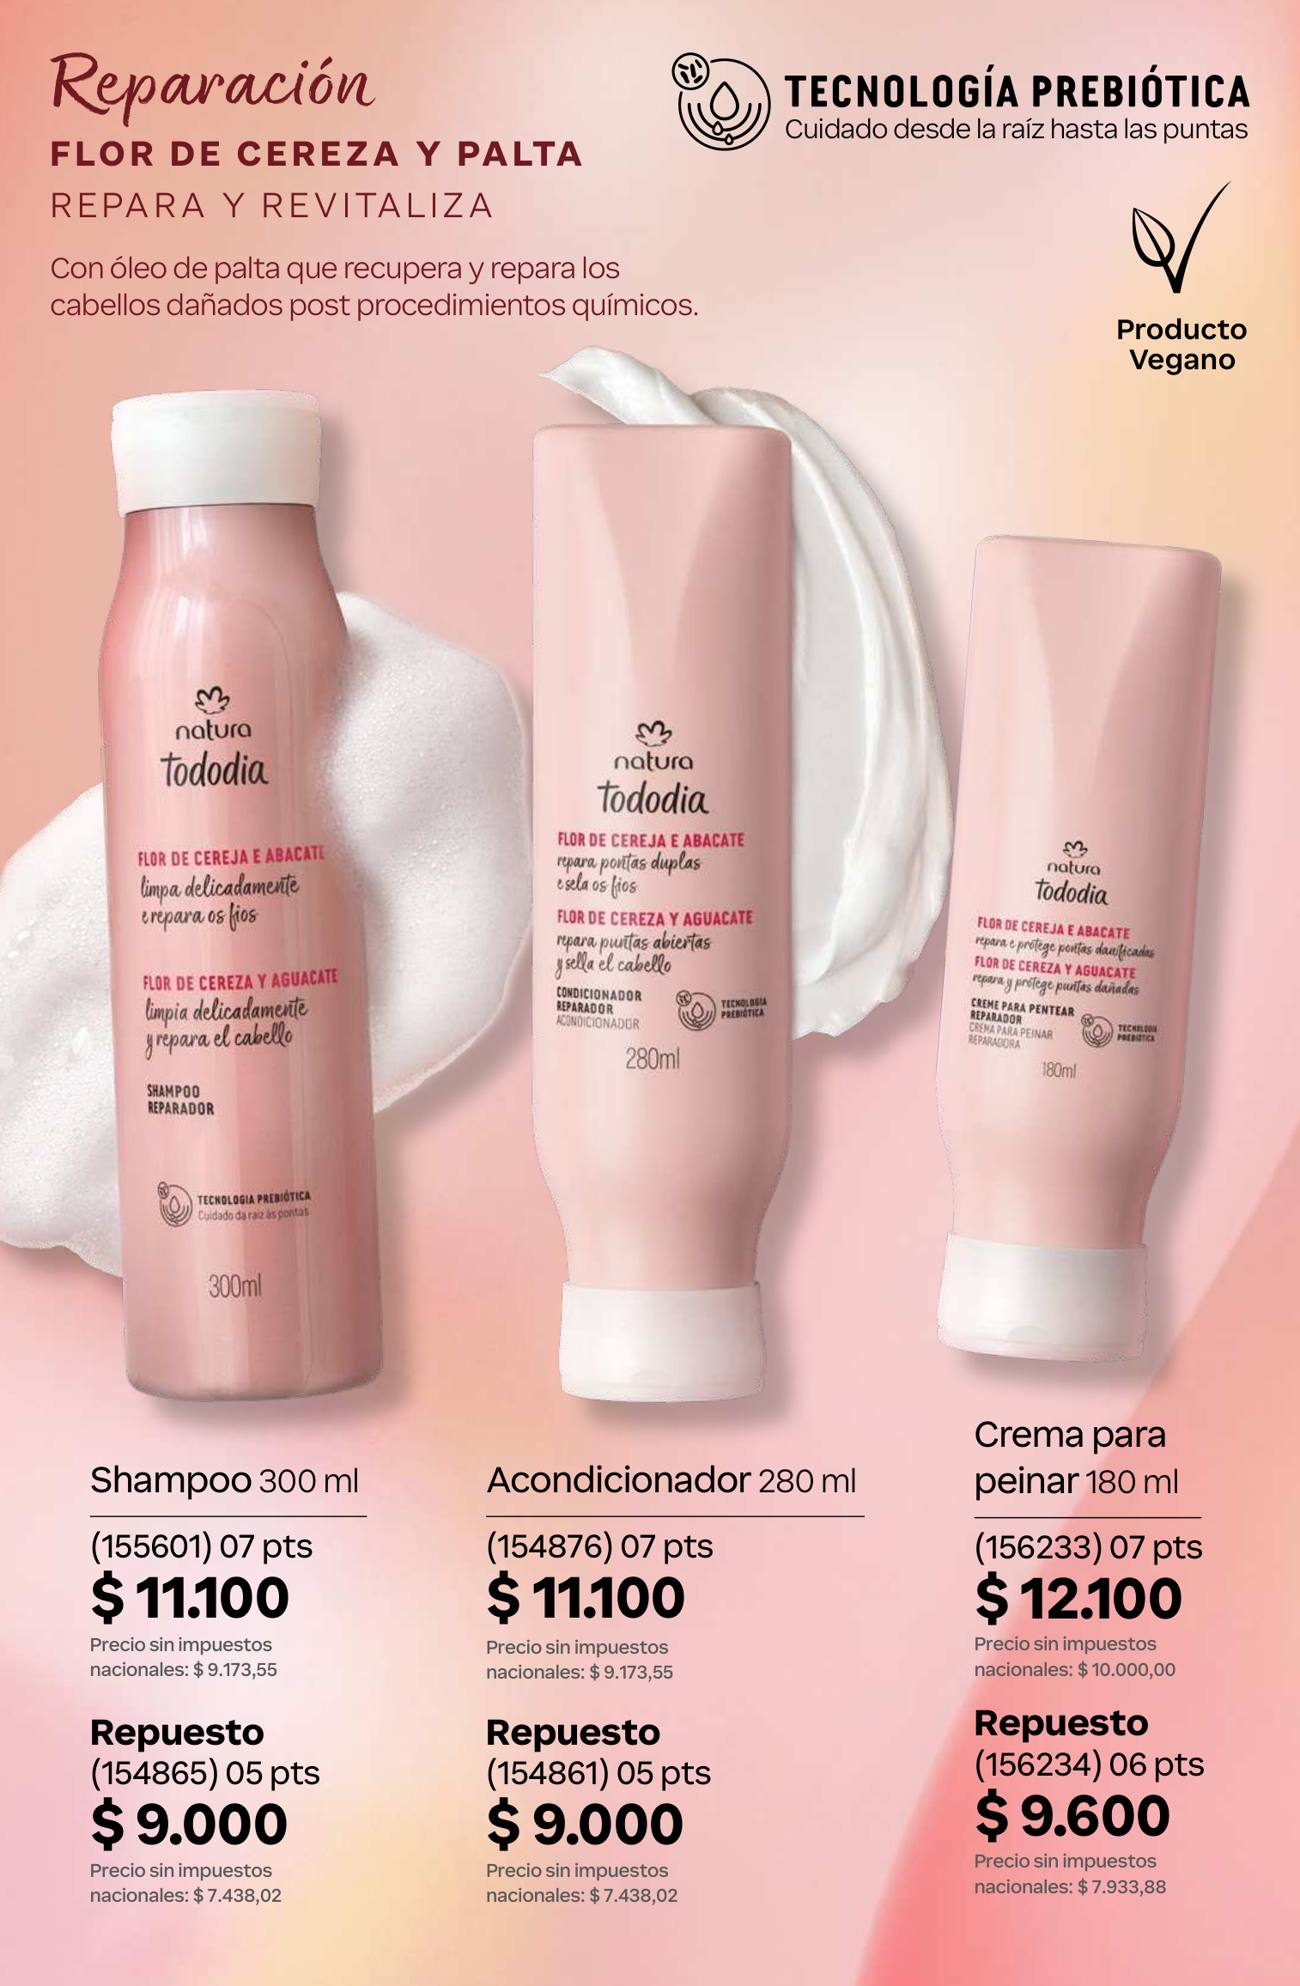 Reparación
FLOR DE CEREZA Y PALTA
REPARA Y REVITALIZA
Con óleo de palta que recupera y repara los
cabellos dañados post procedimientos químicos.
TECNOLOGÍA PREBIÓTICA
Cuidado desde la raíz hasta las puntas
Producto
Vegano
natura
Tododia
FLOR DE CEREJA E ABACATE
limpa delicadamente
e repara os fios
FLOR DE CEREZA Y AGUACATE
limpia delicadamente
y repara el cabello
SHAMPOO
REPARADOR
TECNOLOGIA PREBIÓTICA
Cuidado da raiz às pontas
300ml
natura
Tododia
FLOR DE CEREJA E ABACATE
repara pontas duplas
e sela os fios
FLOR DE CEREZA Y AGUACATE
repara puntas abiertas
y sella el cabello
CONDICIONADOR
REPARADOR
ACONDICIONADOR
TECNOLOGIA
PREBIÓTICA
280ml
natura
Tododia
FLOR DE CEREJA E ABACATE
repara e protege pontas danificadas
FLOR DE CEREZA Y AGUACATE
repara y protege puntas dañadas
CREME PARA PENTEAR
REPARADOR
CREMA PARA PEINAR
REPARADORA
TECNOLOGIA
PREBIÓTICA
180ml
Shampoo 300 ml
(155601) 07 pts
$ 11.100
Precio sin impuestos
nacionales: $ 9.173,55
Repuesto
(154865) 05 pts
$ 9.000
Precio sin impuestos
nacionales: $ 7.438,02
Acondicionador 280 ml
(154876) 07 pts
$ 11.100
Precio sin impuestos
nacionales: $ 9.173,55
Repuesto
(154861) 05 pts
$ 9.000
Precio sin impuestos
nacionales: $ 7.438,02
Crema para
peinar 180 ml
(156233) 07 pts
$ 12.100
Precio sin impuestos
nacionales: $ 10.000,00
Repuesto
(156234) 06 pts
$ 9.600
Precio sin impuestos
nacionales: $ 7.933,88